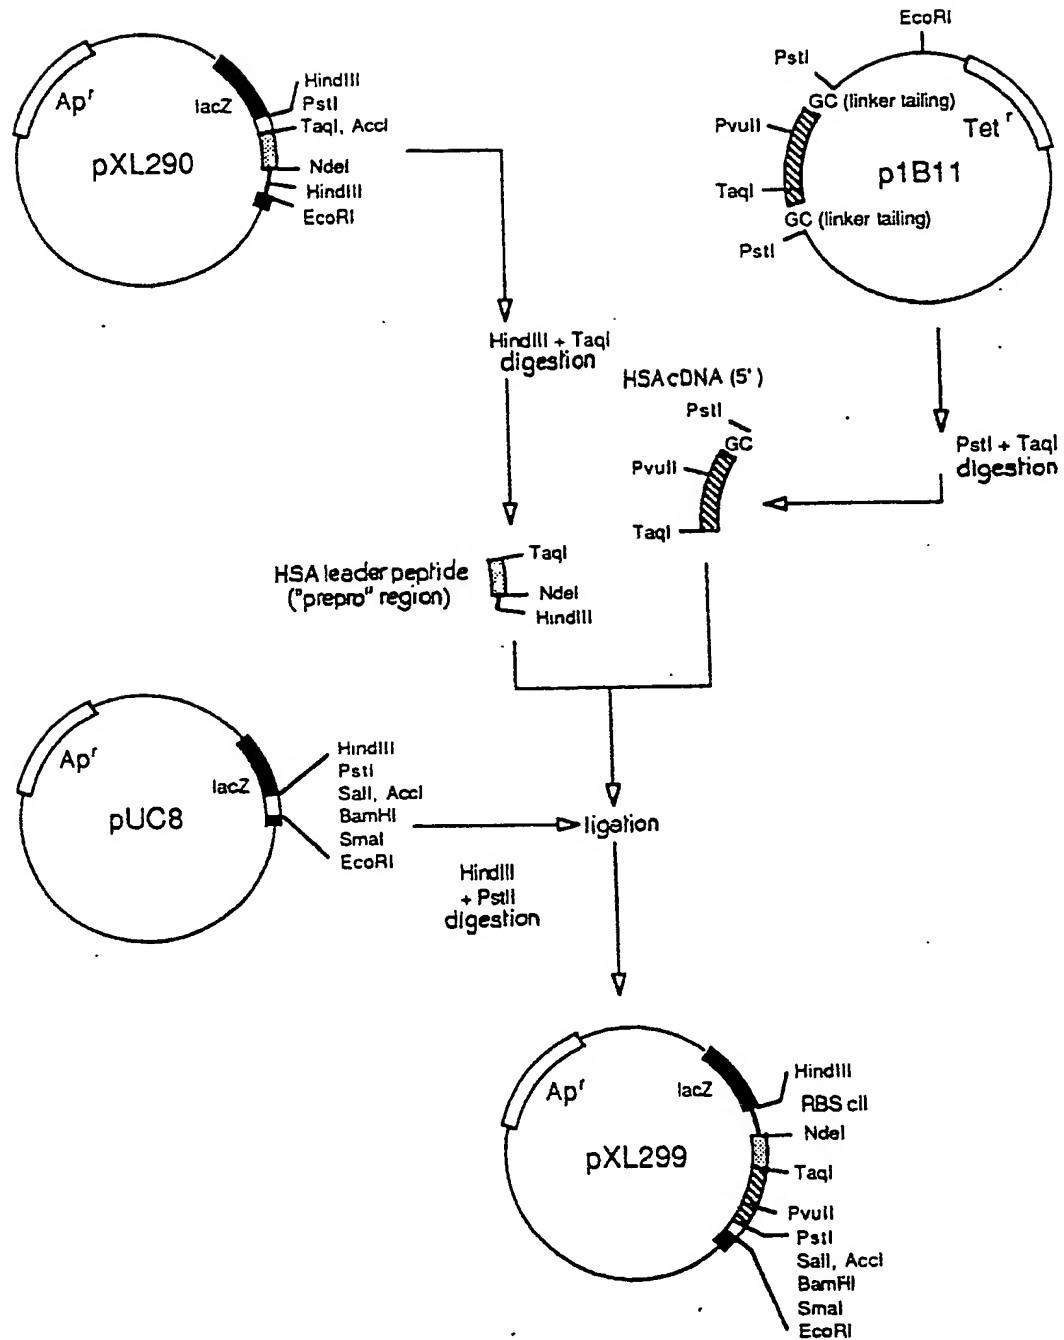 Apr
lacZ
HindIII
PstI
TaqI, AccI
NdeI
HindIII
EcoRI
pXL290
EcoRI
PstI
GC (linker tailing)
PvuII
Tetr
p1B11
TaqI
GC (linker tailing)
PstI
HindIII + TaqI
digestion
HSA cDNA (5')
PstI
GC
PvuII
TaqI
PstI + TaqI
digestion
HSA leader peptide
("prepro" region)
TaqI
NdeI
HindIII
Apr
lacZ
pUC8
HindIII
PstI
SalI, AccI
BamHI
SmaI
EcoRI
HindIII
+ PstII
digestion
ligation
Apr
lacZ
pXL299
HindIII
RBS cII
NdeI
TaqI
PvuII
PstI
SalI, AccI
BamHI
SmaI
EcoRI